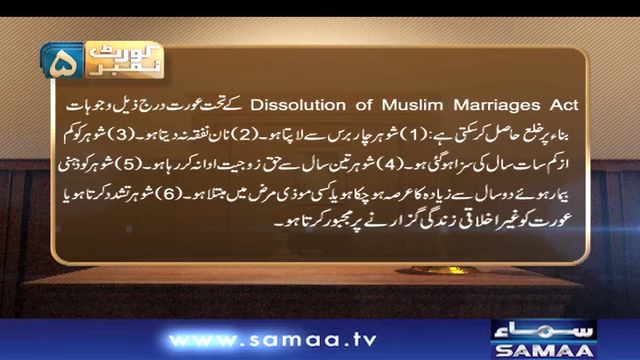 کورٹ
نمبر ۵
Dissolution of Muslim Marriages Act کے تحت عورت درج ذیل وجوہات
بناء پر خلع حاصل کرسکتی ہے: (1) شوہر چار برس سے لاپتا ہو۔ (2) نان نفقہ نہ دیتا ہو۔ (3) شوہر کو کم
از کم سات سال کی سزا ہوگئی ہو۔ (4) شوہر تین سال سے حق زوجیت ادا نہ کر رہا ہو۔ (5) شوہر کو ذہنی
بیمار ہوئے دو سال سے زیادہ کا عرصہ ہوچکا ہو یا کسی موذی مرض میں مبتلا ہو۔ (6) شوہر تشدد کرتا ہو یا
عورت کو غیر اخلاقی زندگی گزارنے پر مجبور کرتا ہو۔
www.samaa.tv
سماء
SAMAA